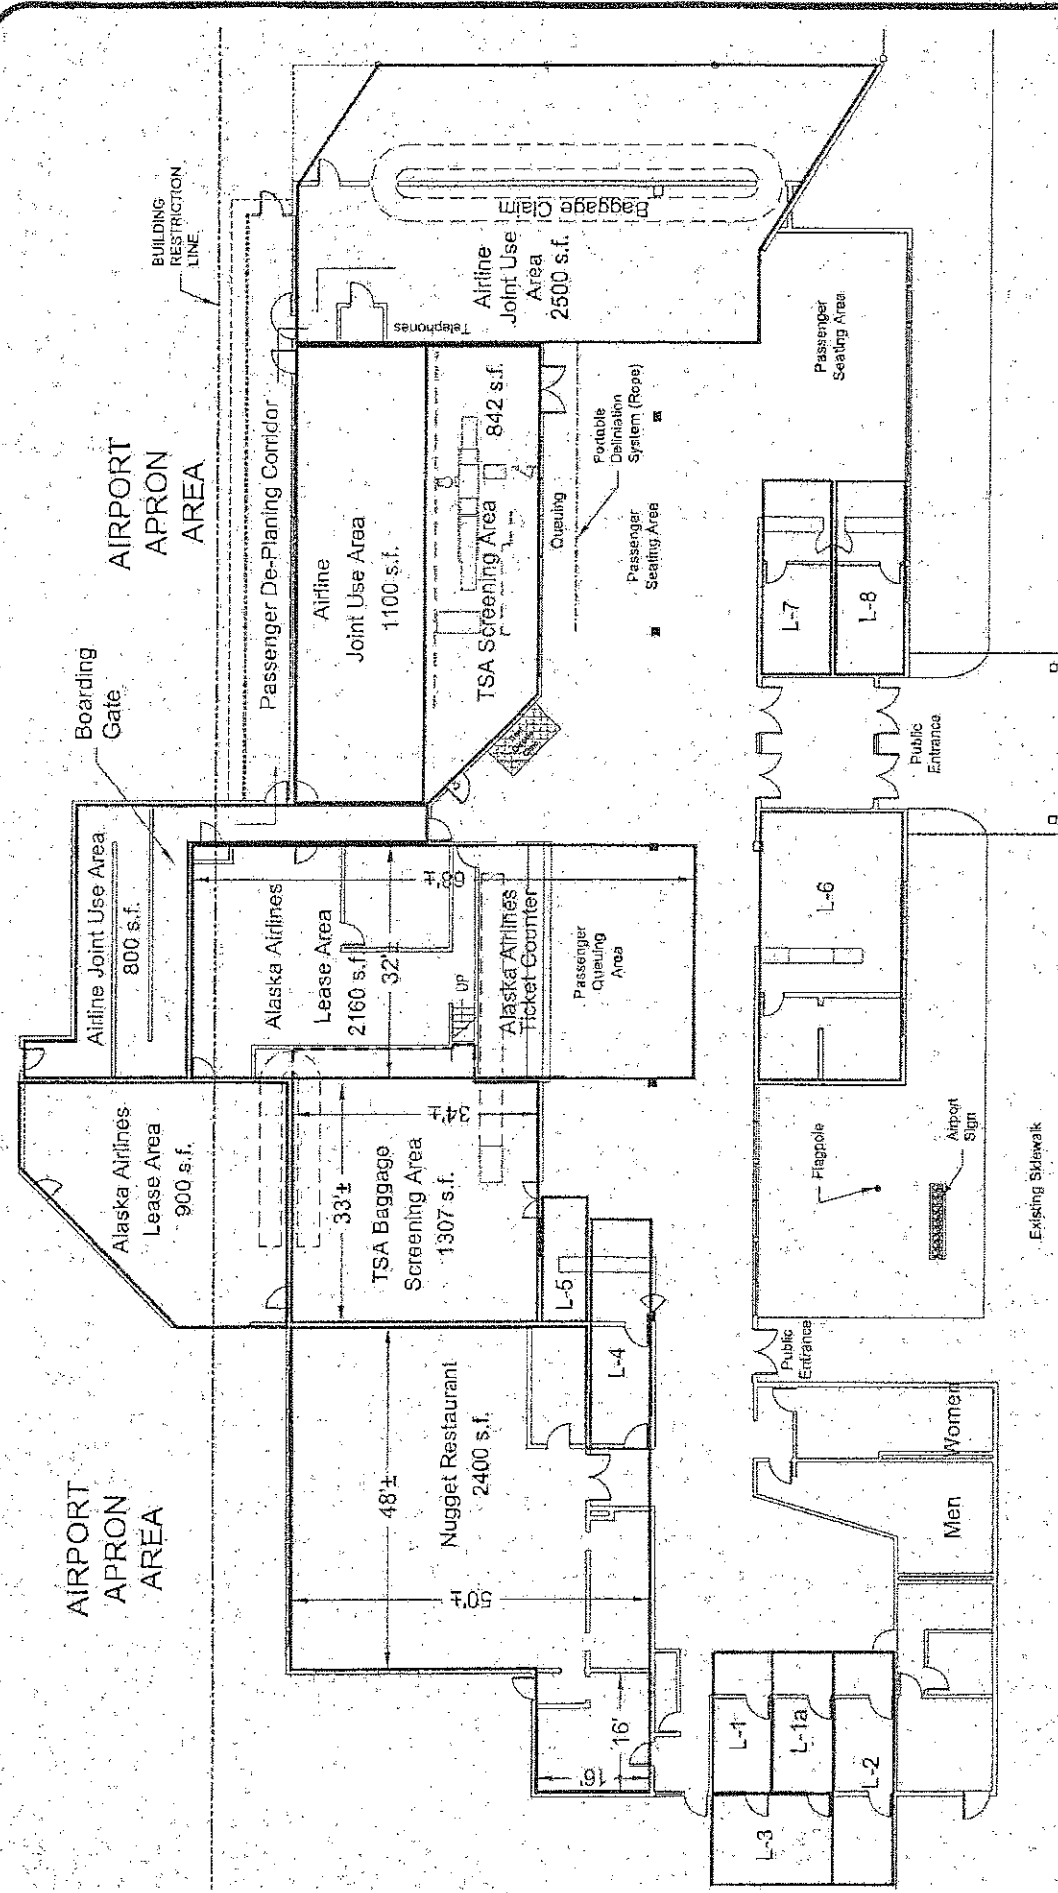 AIRPORT
APRON
AREA
AIRPORT
APRON
AREA
BUILDING
RESTRICTION
LINE
Boarding
Gate
Passenger De-Planing Corridor
Airline Joint Use Area
800 s.f.
Alaska Airlines
Lease Area
900 s.f.
Alaska Airlines
Lease Area
2160 s.f.
32'±
68'±
UP
Alaska Airlines
Ticket Counter
Passenger
Queuing
Area
Airline
Joint Use Area
1100 s.f.
TSA Screening Area
842 s.f.
Telephones
Airline
Joint Use
Area
2500 s.f.
Baggage Claim
Queuing
Portable
Deliniation
System (Rope)
Passenger
Seating Area
Passenger
Seating Area
TSA Baggage
Screening Area
1307 s.f.
33'±
34'±
Nugget Restaurant
2400 s.f.
48'±
50'±
16'
L-5
L-4
L-7
L-8
L-6
Public
Entrance
Flagpole
Airport
Sign
Existing Sidewalk
Public
Entrance
Women
Men
L-1
L-1a
L-2
L-3